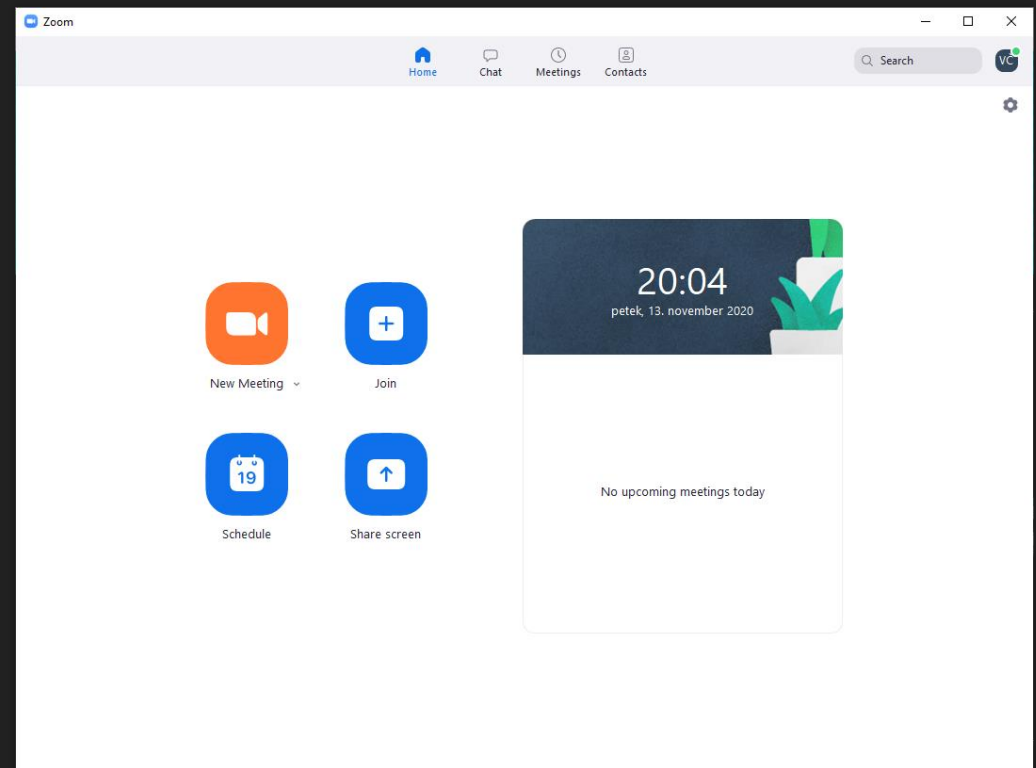 Zoom
Home
Chat
Meetings
Contacts
Search
VC
20:04
petek, 13. november 2020
New Meeting
Join
19
Schedule
Share screen
No upcoming meetings today